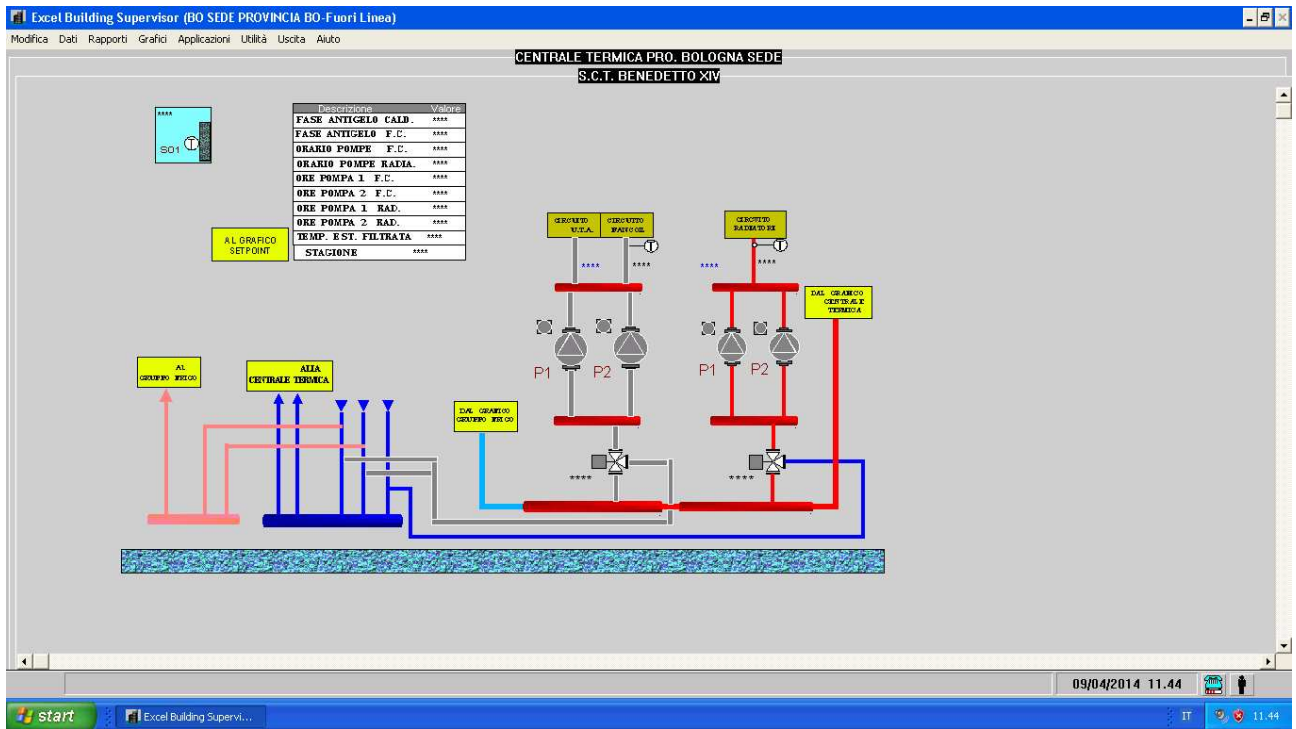 Excel Building Supervisor (BO SEDE PROVINCIA BO-Fuori Linea)
Modifica Dati Rapporti Grafici Applicazioni Utilità Uscita Aiuto
CENTRALE TERMICA PRO. BOLOGNA SEDE
S.C.T. BENEDETTO XIV
****
SO1 T
Descrizione Valore
FASE ANTIGELO CALD. ****
FASE ANTIGELO F.C. ****
ORARIO POMPE F.C. ****
ORARIO POMPE RADIA. ****
ORE POMPA 1 F.C. ****
ORE POMPA 2 F.C. ****
ORE POMPA 1 RAD. ****
ORE POMPA 2 RAD. ****
TEMP. EST. FILTRATA ****
STAGIONE ****
AL GRAFICO
SETPOINT
CIRCUITO
U.T.A.
CIRCUITO
FANCOIL
CIRCUITO
RADIATORI
T
T
**** **** **** ****
DAL GRAFICO
CENTRALE
TERMICA
P1 P2 P1 P2
AL
GRUPPO FRIGO
ALLA
CENTRALE TERMICA
DAL GRAFICO
GRUPPO FRIGO
**** ****
09/04/2014 11.44
start Excel Building Supervi... IT 11.44